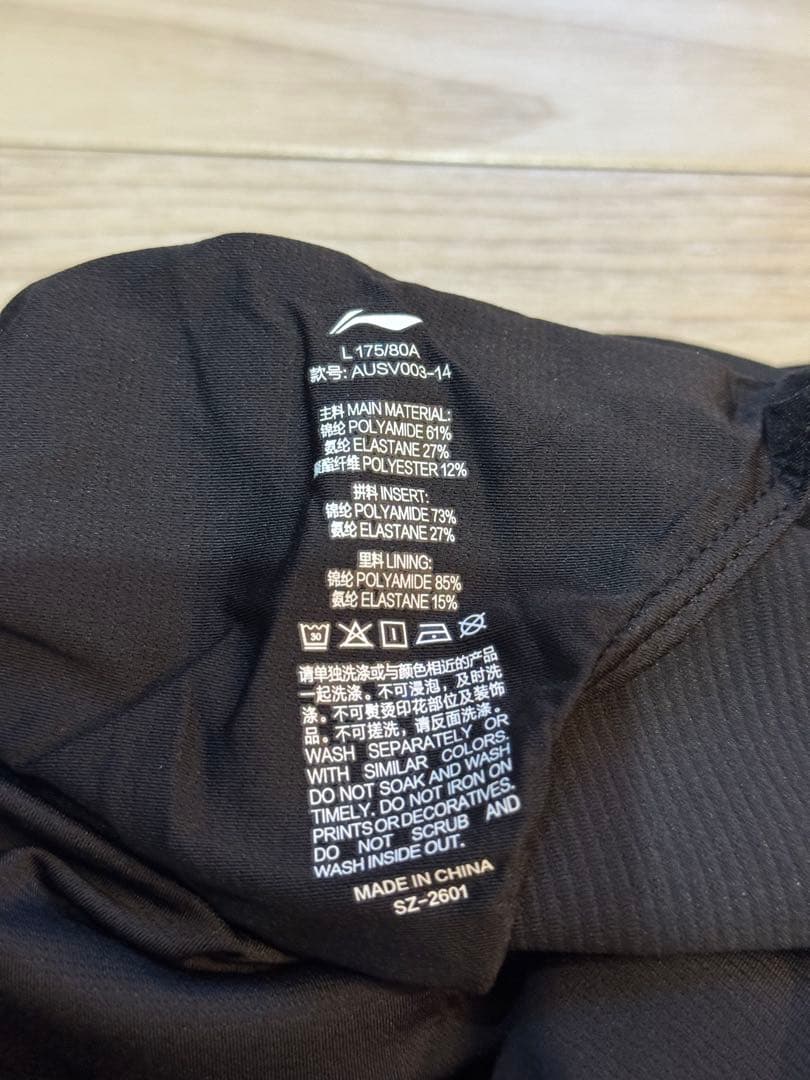 L 175/80A
款号: AUSV003-14
主料 MAIN MATERIAL:
锦纶 POLYAMIDE 61%
氨纶 ELASTANE 27%
聚酯纤维 POLYESTER 12%
拼料 INSERT:
锦纶 POLYAMIDE 73%
氨纶 ELASTANE 27%
里料 LINING:
锦纶 POLYAMIDE 85%
氨纶 ELASTANE 15%
30
请单独洗涤或与颜色相近的产品
一起洗涤。不可浸泡，及时洗
涤。不可熨烫印花部位及装饰
品。不可搓洗，请反面洗涤。
WASH SEPARATELY OR
WITH SIMILAR COLORS.
DO NOT SOAK AND WASH
TIMELY. DO NOT IRON ON
PRINTS OR DECORATIVES.
DO NOT SCRUB AND
WASH INSIDE OUT.
MADE IN CHINA
SZ-2601